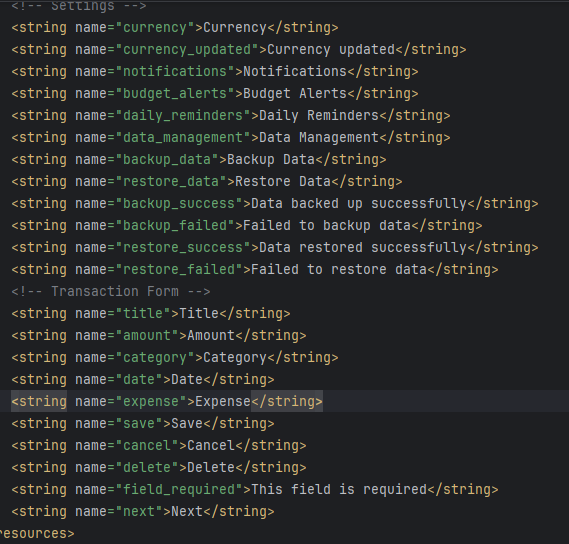 <!-- Settings -->
<string name="currency">Currency</string>
<string name="currency_updated">Currency updated</string>
<string name="notifications">Notifications</string>
<string name="budget_alerts">Budget Alerts</string>
<string name="daily_reminders">Daily Reminders</string>
<string name="data_management">Data Management</string>
<string name="backup_data">Backup Data</string>
<string name="restore_data">Restore Data</string>
<string name="backup_success">Data backed up successfully</string>
<string name="backup_failed">Failed to backup data</string>
<string name="restore_success">Data restored successfully</string>
<string name="restore_failed">Failed to restore data</string>
<!-- Transaction Form -->
<string name="title">Title</string>
<string name="amount">Amount</string>
<string name="category">Category</string>
<string name="date">Date</string>
<string name="expense">Expense</string>
<string name="save">Save</string>
<string name="cancel">Cancel</string>
<string name="delete">Delete</string>
<string name="field_required">This field is required</string>
<string name="next">Next</string>
resources>